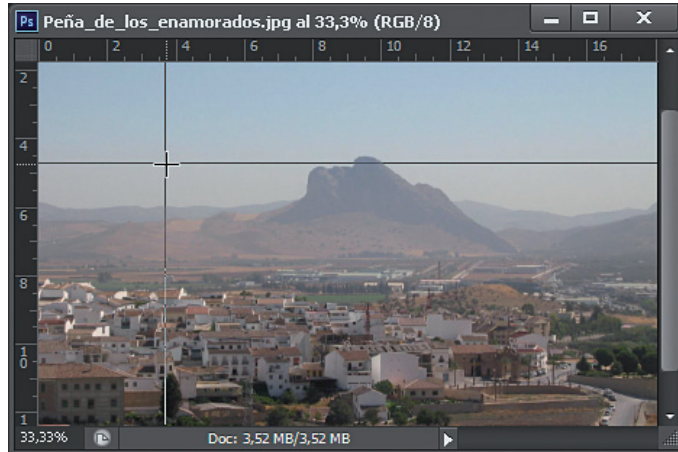 Ps Peña_de_los_enamorados.jpg al 33,3% (RGB/8)
0 2 4 6 8 10 12 14 16
2
4
6
8
1
0
1
33,33% Doc: 3,52 MB/3,52 MB